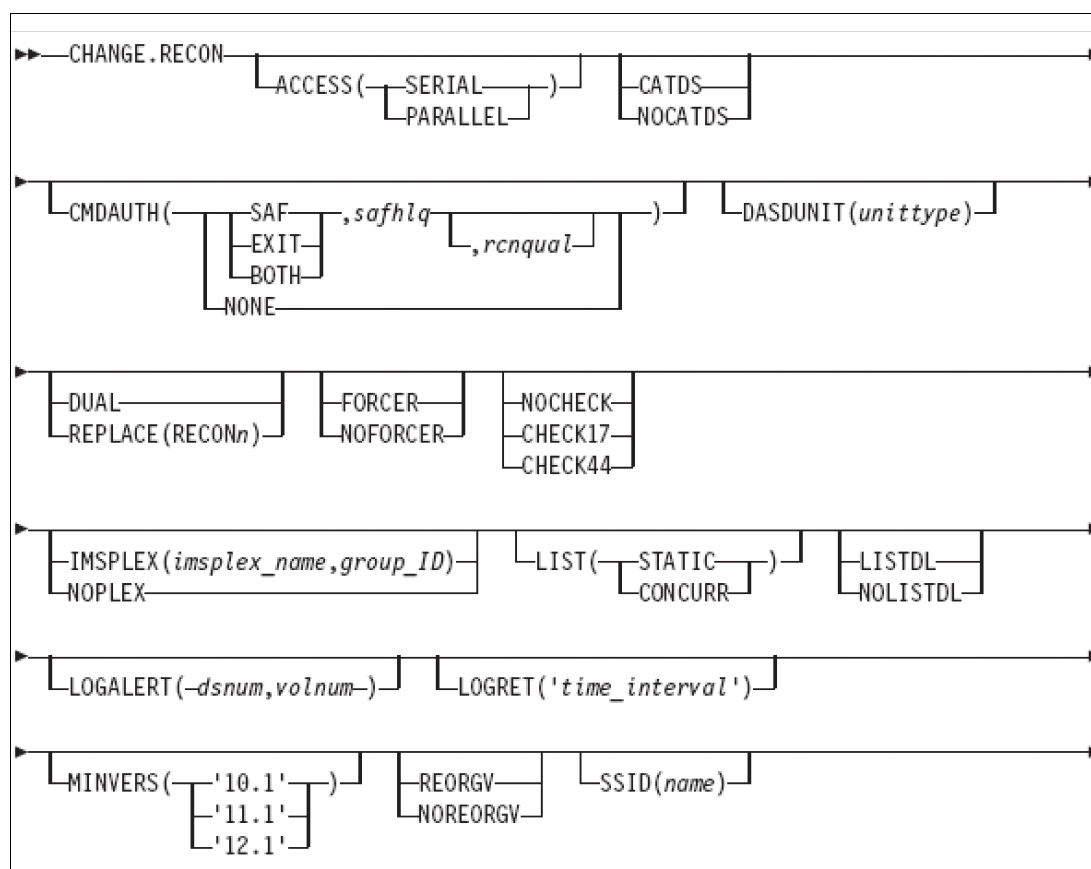 CHANGE.RECON
ACCESS( SERIAL ) CATDS
PARALLEL NOCATDS
CMDAUTH( SAF ,safhlq ) DASDUNIT(unittype)
EXIT ,rcnqual
BOTH
NONE
DUAL FORCER NOCHECK
REPLACE(RECONn) NOFORCER CHECK17
CHECK44
IMSPLEX(imsplex_name,group_ID) LIST( STATIC ) LISTDL
NOPLEX CONCURR NOLISTDL
LOGALERT( dsnum,volnum ) LOGRET('time_interval')
MINVERS( '10.1' ) REORGV SSID(name)
'11.1' NOREORGV
'12.1'